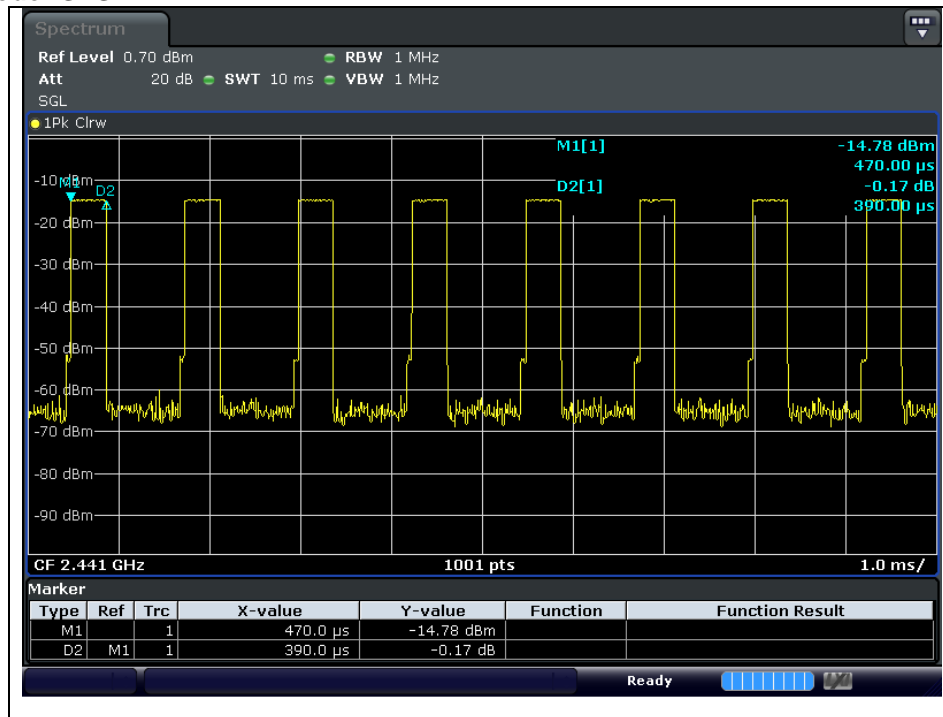 Spectrum
Ref Level 0.70 dBm RBW 1 MHz
Att 20 dB SWT 10 ms VBW 1 MHz
SGL
1Pk Clrw
M1[1] -14.78 dBm
470.00 µs
-10 dBm M1 D2 D2[1] -0.17 dB
390.00 µs
-20 dBm
-30 dBm
-40 dBm
-50 dBm
-60 dBm
-70 dBm
-80 dBm
-90 dBm
CF 2.441 GHz 1001 pts 1.0 ms/
Marker
Type Ref Trc X-value Y-value Function Function Result
M1 1 470.0 µs -14.78 dBm
D2 M1 1 390.0 µs -0.17 dB
Ready